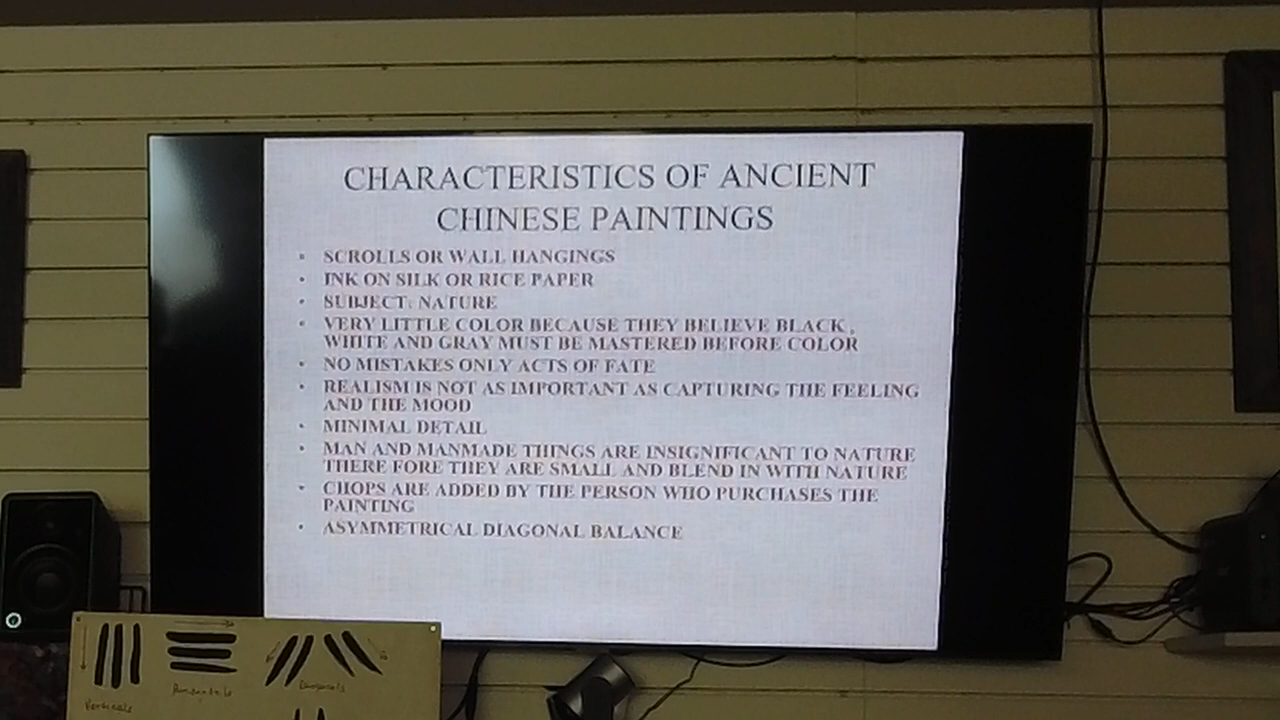 CHARACTERISTICS OF ANCIENT
CHINESE PAINTINGS
• SCROLLS OR WALL HANGINGS
• INK ON SILK OR RICE PAPER
• SUBJECT: NATURE
• VERY LITTLE COLOR BECAUSE THEY BELIEVE BLACK,
WHITE AND GRAY MUST BE MASTERED BEFORE COLOR
• NO MISTAKES ONLY ACTS OF FATE
• REALISM IS NOT AS IMPORTANT AS CAPTURING THE FEELING
AND THE MOOD
• MINIMAL DETAIL
• MAN AND MANMADE THINGS ARE INSIGNIFICANT TO NATURE
THERE FORE THEY ARE SMALL AND BLEND IN WITH NATURE
• CHOPS ARE ADDED BY THE PERSON WHO PURCHASES THE
PAINTING
• ASYMMETRICAL DIAGONAL BALANCE
Verticals